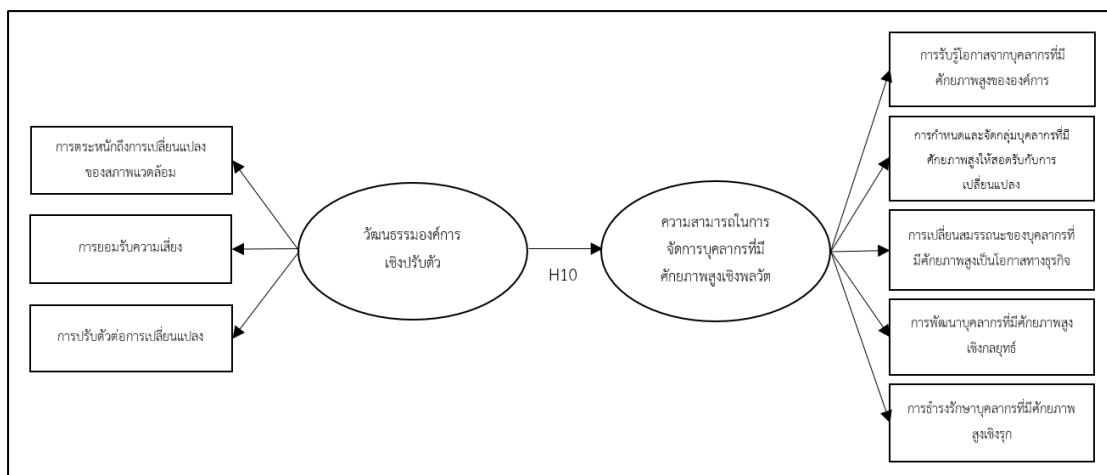 การตระหนักถึงการเปลี่ยนแปลง
ของสภาพแวดล้อม
การยอมรับความเสี่ยง
การปรับตัวต่อการเปลี่ยนแปลง
วัฒนธรรมองค์การ
เชิงปรับตัว
H10
ความสามารถในการ
จัดการบุคลากรที่มี
ศักยภาพสูงเชิงพลวัต
การรับรู้โอกาสจากบุคลากรที่มี
ศักยภาพสูงขององค์การ
การกำหนดและจัดกลุ่มบุคลากรที่มี
ศักยภาพสูงให้สอดรับกับการ
เปลี่ยนแปลง
การเปลี่ยนสมรรถนะของบุคลากรที่
มีศักยภาพสูงเป็นโอกาสทางธุรกิจ
การพัฒนาบุคลากรที่มีศักยภาพสูง
เชิงกลยุทธ์
การธำรงรักษาบุคลากรที่มีศักยภาพ
สูงเชิงรุก